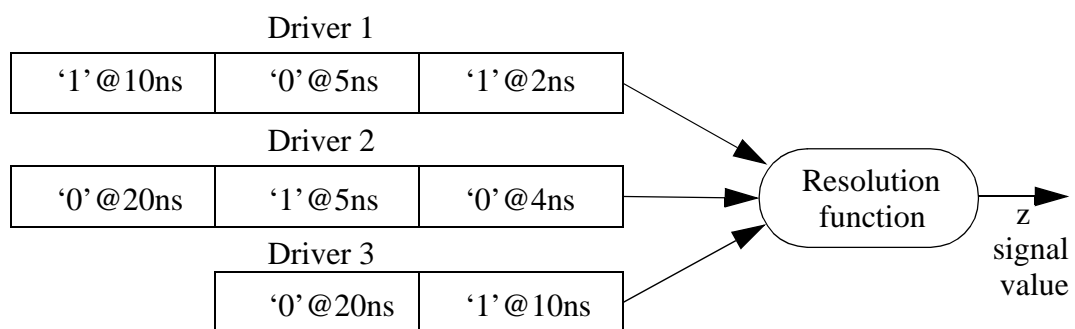 Driver 1
‘1’@10ns ‘0’@5ns ‘1’@2ns
Driver 2
‘0’@20ns ‘1’@5ns ‘0’@4ns
Driver 3
‘0’@20ns ‘1’@10ns
Resolution
function
z
signal
value